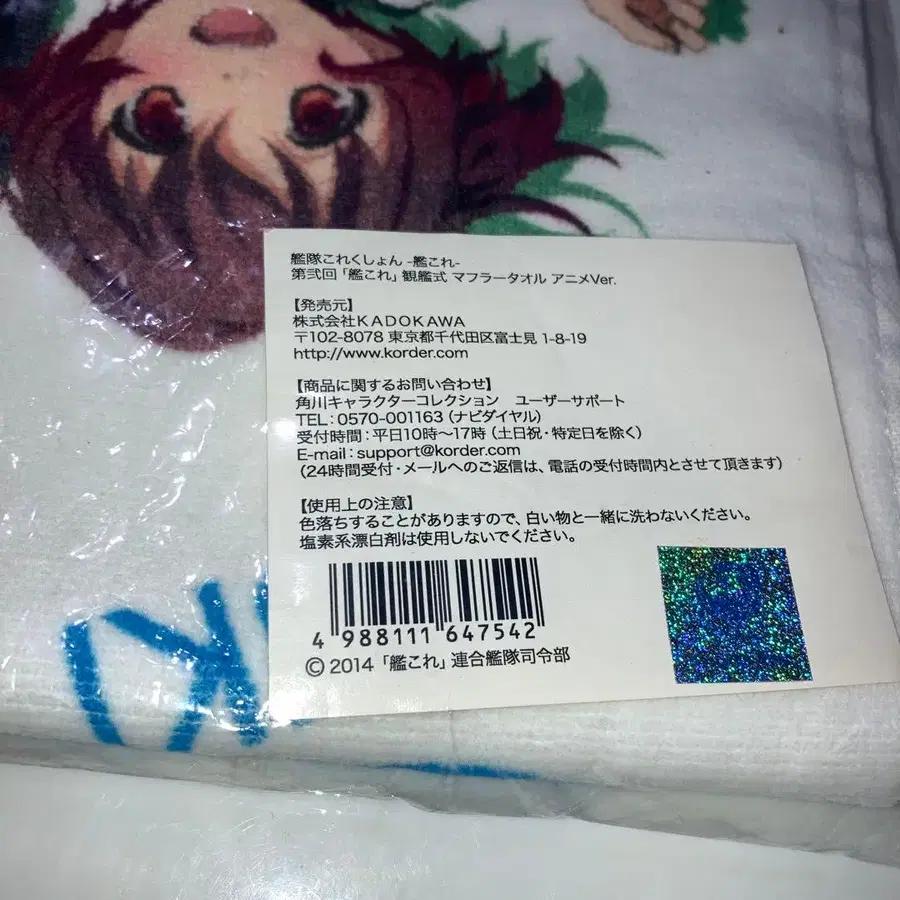 艦隊これくしょん -艦これ-
第弐回「艦これ」観艦式 マフラータオル アニメVer.
【発売元】
株式会社KADOKAWA
〒102-8078 東京都千代田区富士見 1-8-19
http://www.korder.com
【商品に関するお問い合わせ】
角川キャラクターコレクション ユーザーサポート
TEL:0570-001163 (ナビダイヤル)
受付時間:平日10時～17時 (土日祝・特定日を除く)
E-mail:support@korder.com
(24時間受付・メールへのご返信は、電話の受付時間内とさせて頂きます)
【使用上の注意】
色落ちすることがありますので、白い物と一緒に洗わないください。
塩素系漂白剤は使用しないでください。
4 988111 647542
© 2014 「艦これ」連合艦隊司令部